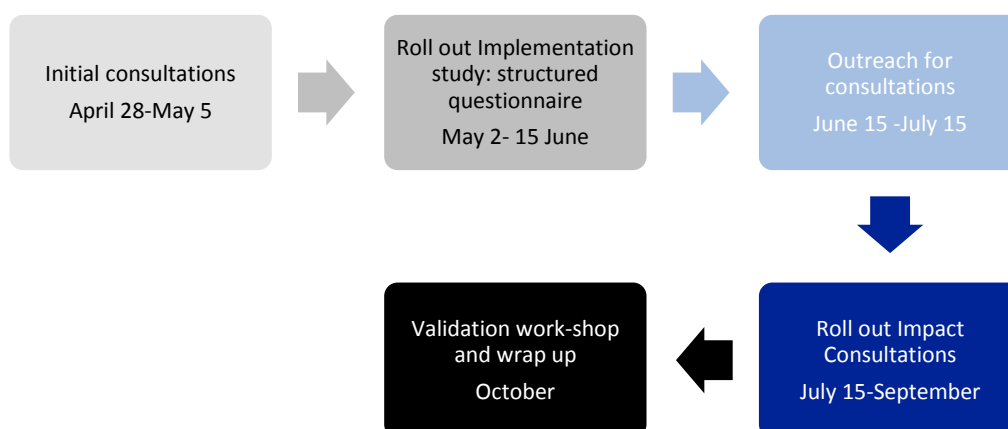 Initial consultations
April 28-May 5
Roll out Implementation
study: structured
questionnaire
May 2- 15 June
Outreach for
consultations
June 15 -July 15
Roll out Impact
Consultations
July 15-September
Validation work-shop
and wrap up
October